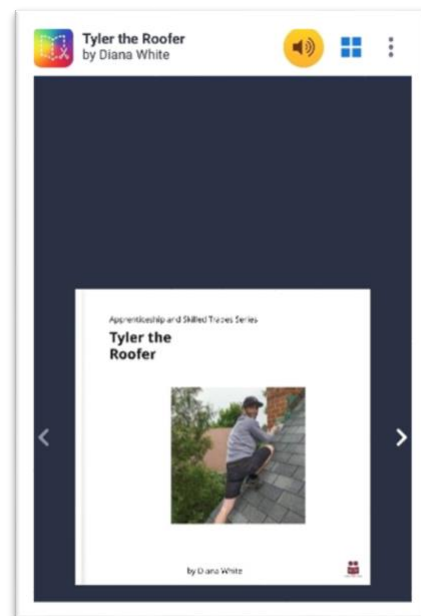 Tyler the Roofer
by Diana White
Apprenticeship and Skilled Trades Series
Tyler the
Roofer
by Diana White